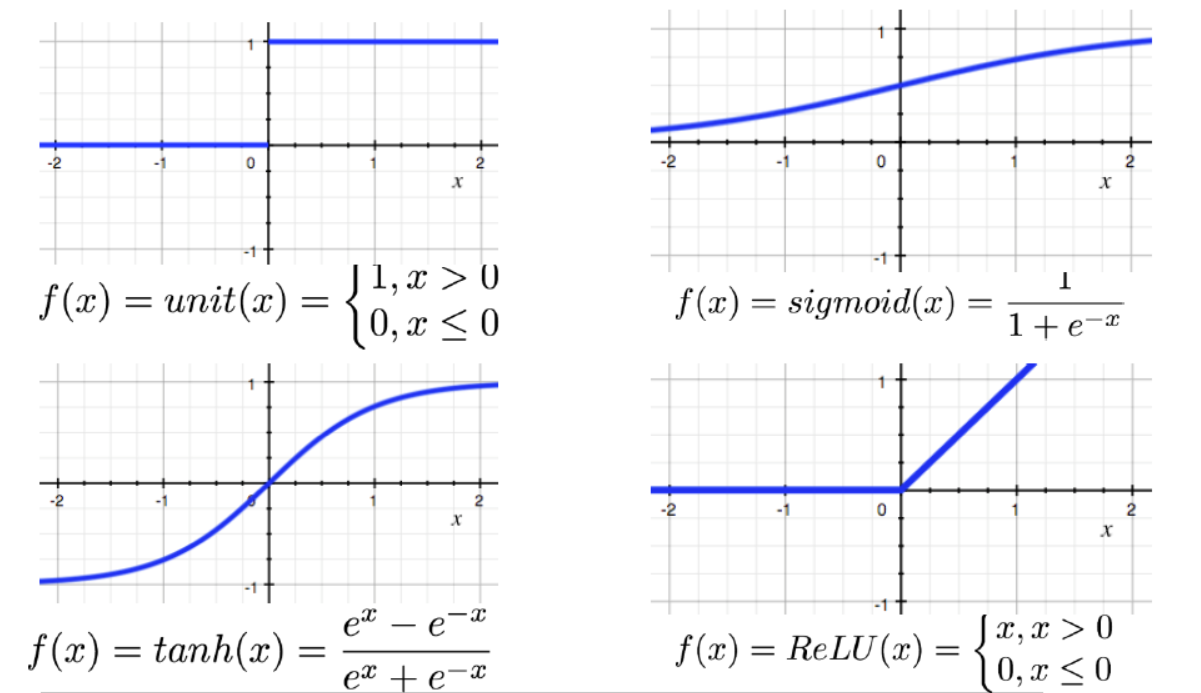 1
-2 -1 0 1 2
x
-1
f(x) = unit(x) = { 1, x > 0
0, x ≤ 0
1
-2 -1 0 1 2
x
-1
f(x) = sigmoid(x) = 1
1 + e^{-x}
1
-2 -1 0 1 2
x
-1
f(x) = tanh(x) = e^x − e^{-x}
e^x + e^{-x}
1
-2 -1 0 1 2
x
-1
f(x) = ReLU(x) = { x, x > 0
0, x ≤ 0